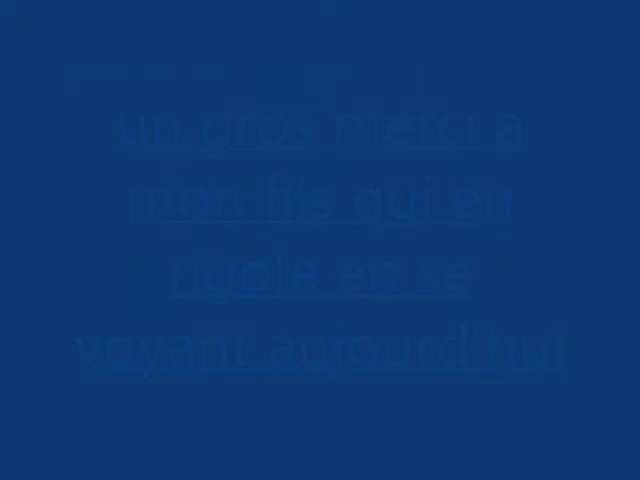 un gros merci a
mon fils qui en
rigole en se
voyant aujourd'hui